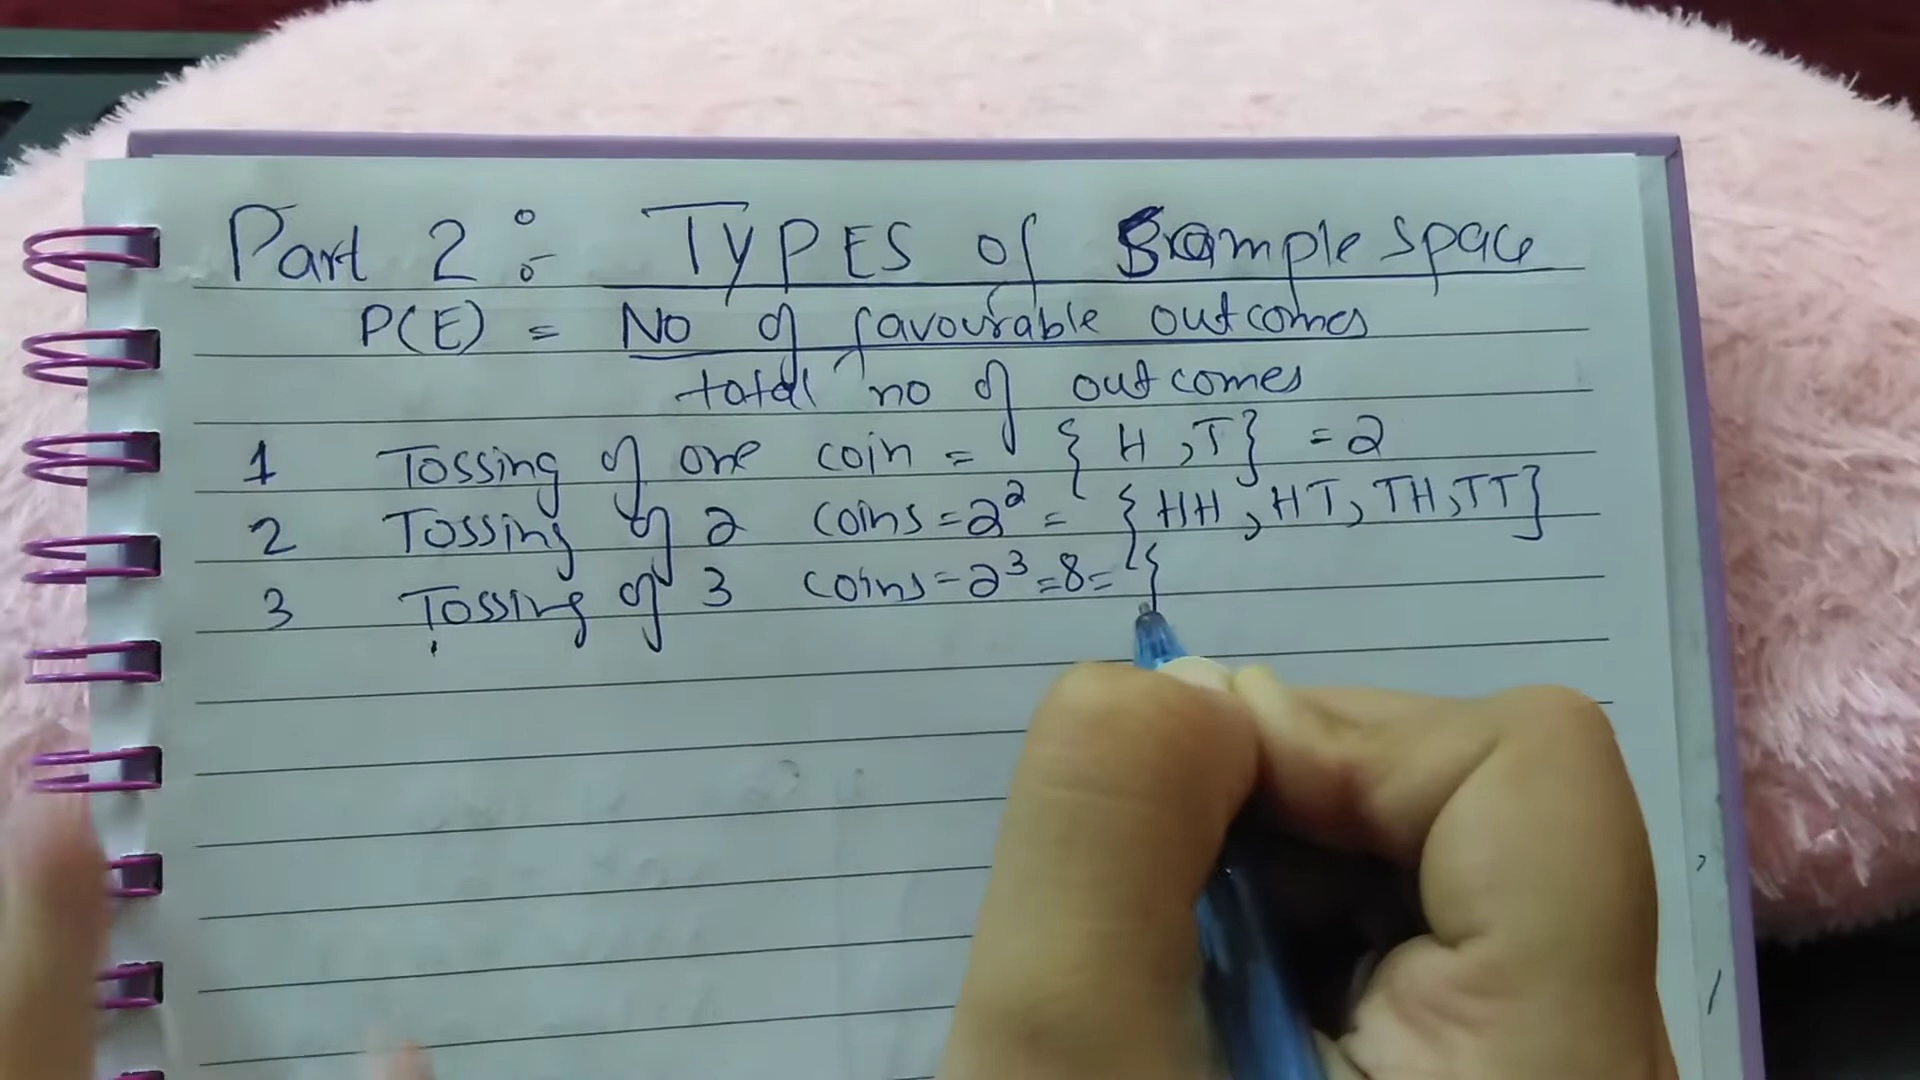 Part 2 : TYPES of Sample space
P(E) = No of favourable outcomes
total no of outcomes
1 Tossing of one coin = { H , T } = 2
2 Tossing of 2 coins = 2² = { HH , HT , TH , TT }
3 Tossing of 3 coins = 2³ = 8 = {